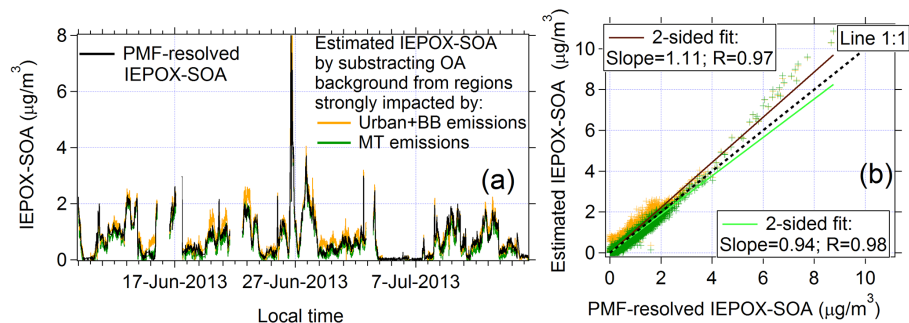 (a)
8
6
4
2
0
IEPOX-SOA (µg/m³)
PMF-resolved
IEPOX-SOA
Estimated IEPOX-SOA
by substracting OA
background from regions
strongly impacted by:
Urban+BB emissions
MT emissions
(a)
17-Jun-2013
27-Jun-2013
7-Jul-2013
Local time
(b)
10
8
6
4
2
0
Estimated IEPOX-SOA
(µg/m³)
2-sided fit:
Slope=1.11; R=0.97
Line 1:1
(b)
2-sided fit:
Slope=0.94; R=0.98
0
2
4
6
8
10
PMF-resolved IEPOX-SOA (µg/m³)